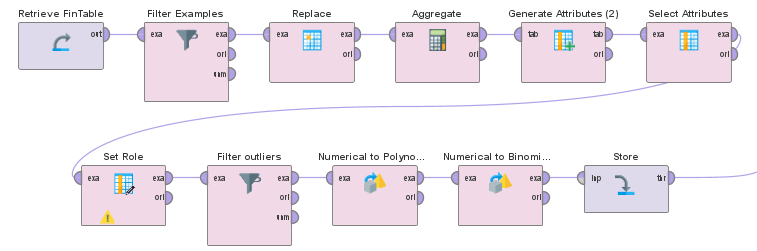 Retrieve FinTable
Filter Examples
Replace
Aggregate
Generate Attributes (2)
Select Attributes
out
exa exa
exa exa
exa exa
tab tab
exa exa
ori
ori
ori
ori
ori
unm
Set Role
Filter outliers
Numerical to Polyno...
Numerical to Binomi...
Store
exa exa
exa exa
exa exa
exa exa
inp thr
ori
ori
ori
ori
unm